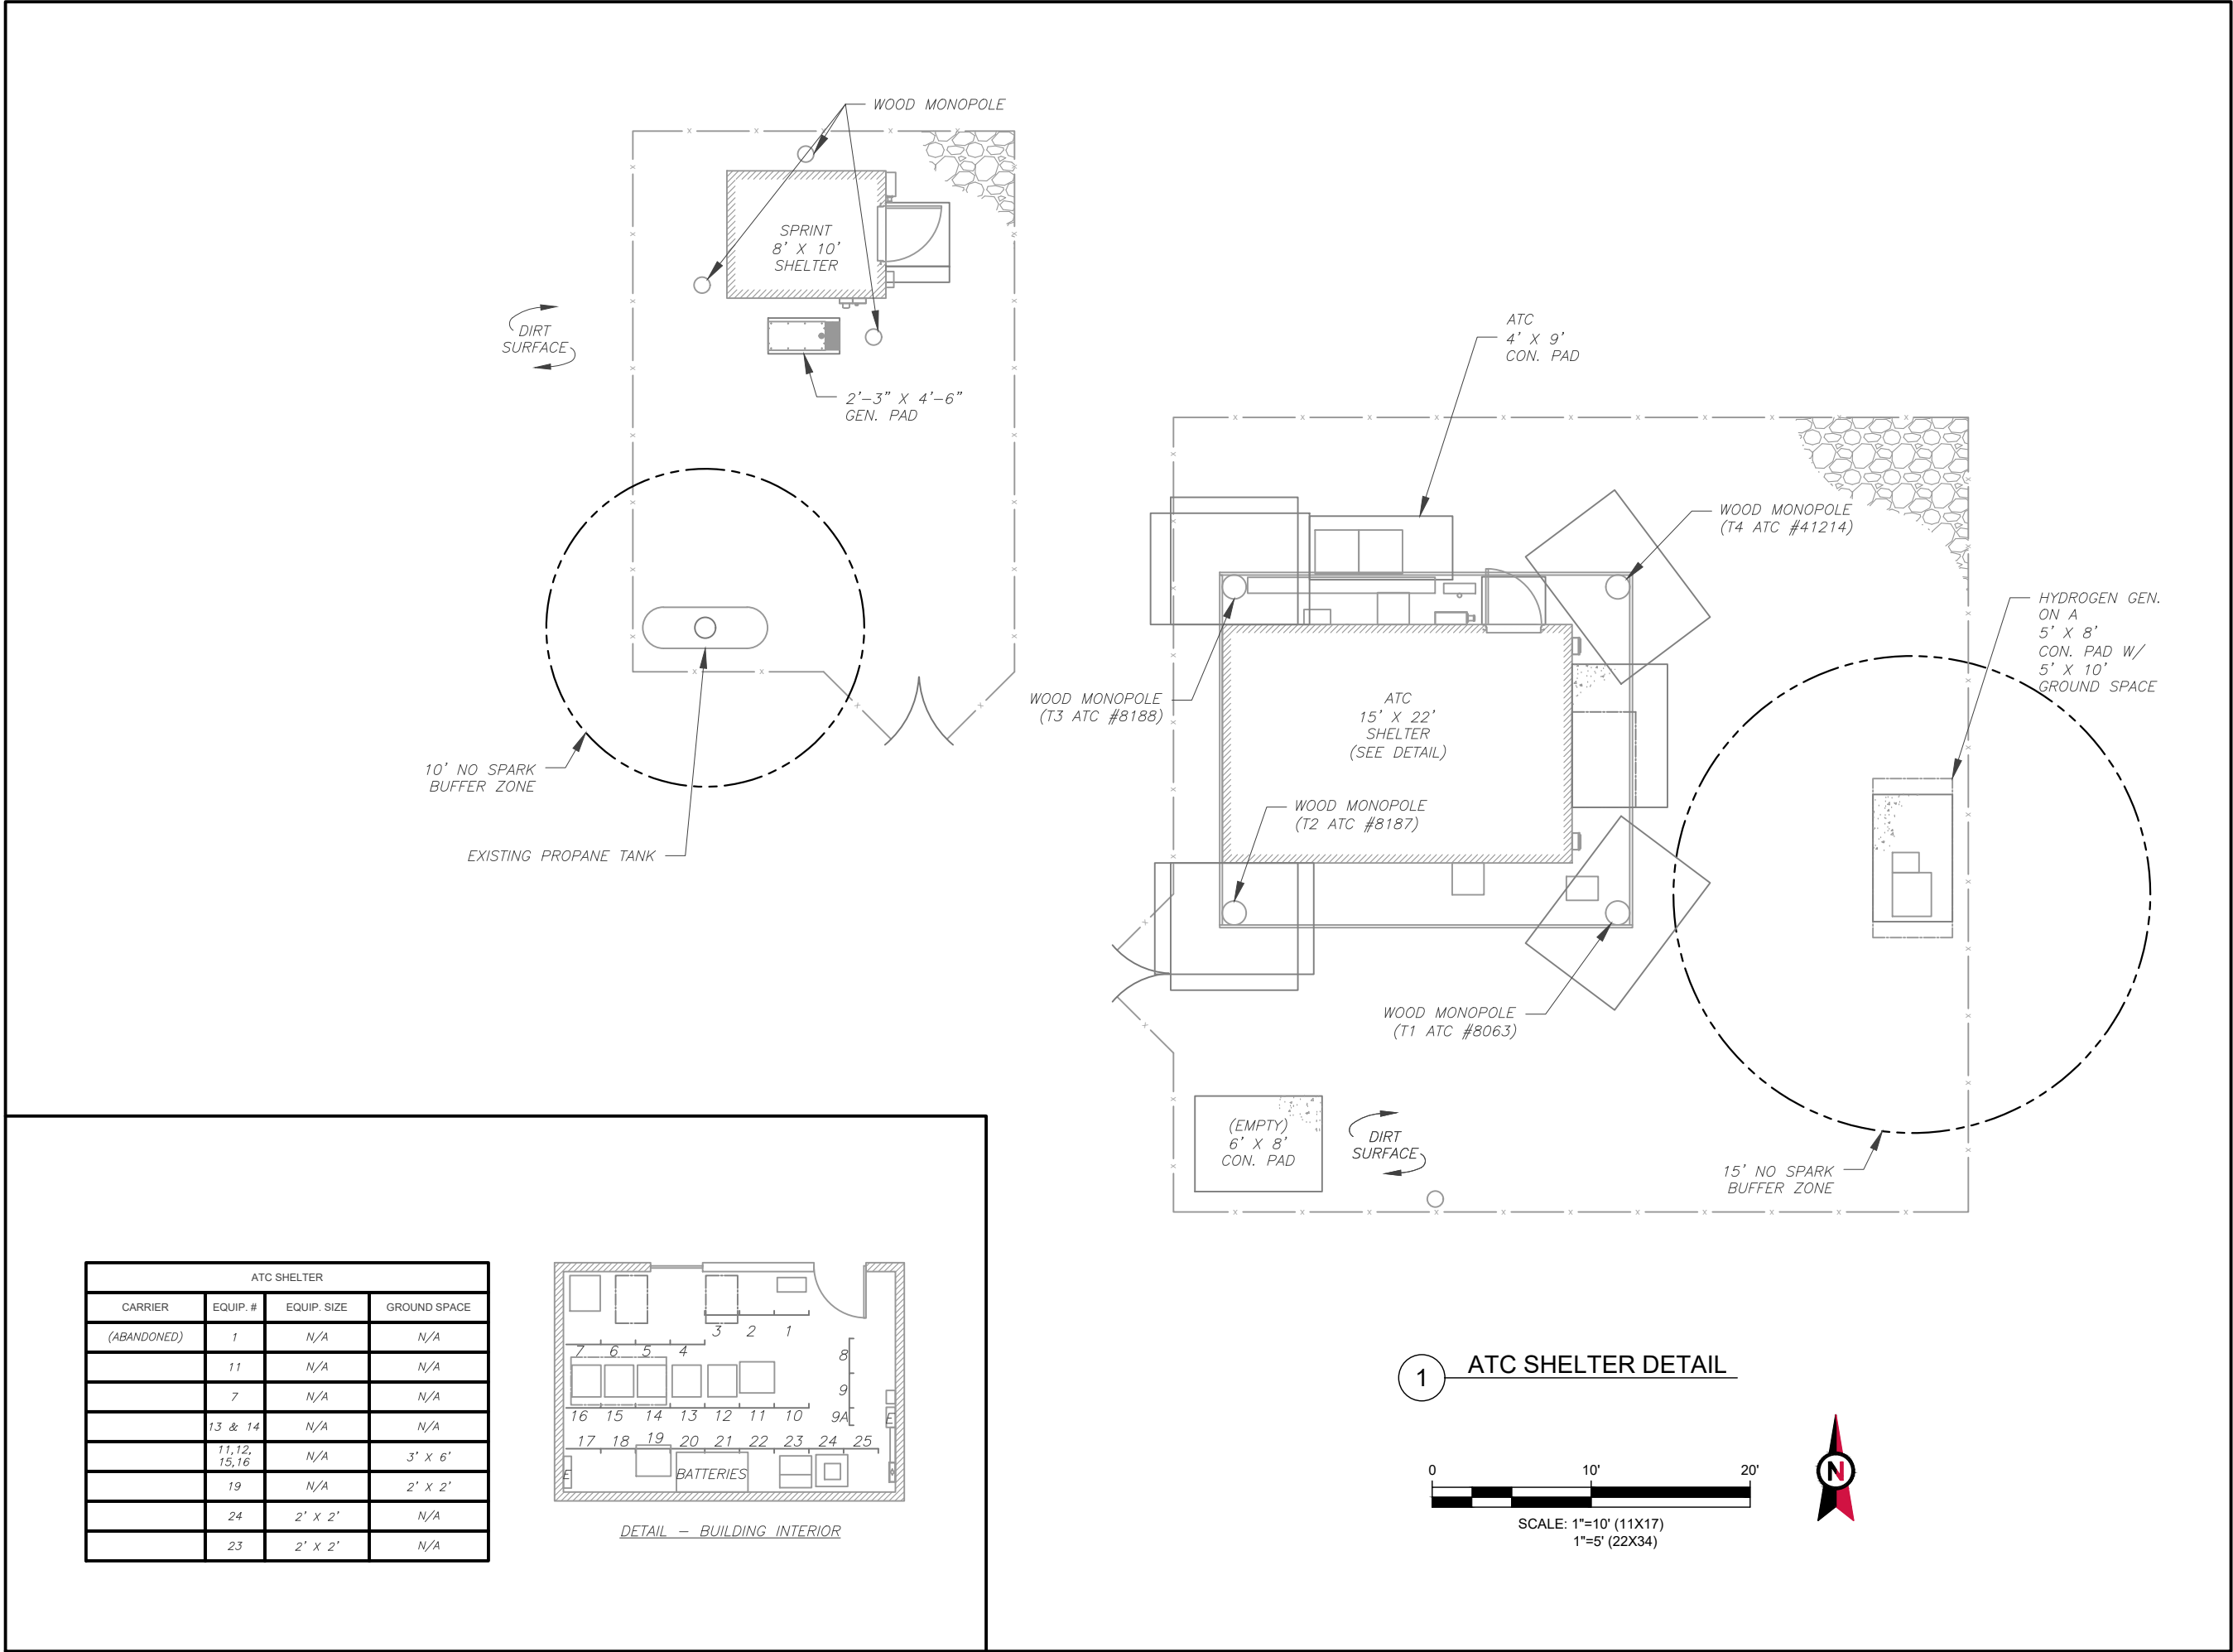 WOOD MONOPOLE
SPRINT
8' X 10'
SHELTER
DIRT
SURFACE
2'-3" X 4'-6"
GEN. PAD
10' NO SPARK
BUFFER ZONE
EXISTING PROPANE TANK
ATC
4' X 9'
CON. PAD
WOOD MONOPOLE
(T4 ATC #41214)
HYDROGEN GEN.
ON A
5' X 8'
CON. PAD W/
5' X 10'
GROUND SPACE
WOOD MONOPOLE
(T3 ATC #8188)
ATC
15' X 22'
SHELTER
(SEE DETAIL)
WOOD MONOPOLE
(T2 ATC #8187)
WOOD MONOPOLE
(T1 ATC #8063)
(EMPTY)
6' X 8'
CON. PAD
DIRT
SURFACE
15' NO SPARK
BUFFER ZONE
ATC SHELTER
CARRIER EQUIP. # EQUIP. SIZE GROUND SPACE
(ABANDONED) 1 N/A N/A
11 N/A N/A
7 N/A N/A
13 & 14 N/A N/A
11,12,
15,16 N/A 3' X 6'
19 N/A 2' X 2'
24 2' X 2' N/A
23 2' X 2' N/A
3 2 1
7 6 5 4
8
9
9A
E
16 15 14 13 12 11 10
17 18 19 20 21 22 23 24 25
E
BATTERIES
DETAIL - BUILDING INTERIOR
1 ATC SHELTER DETAIL
0 10' 20'
SCALE: 1"=10' (11X17)
1"=5' (22X34)
N